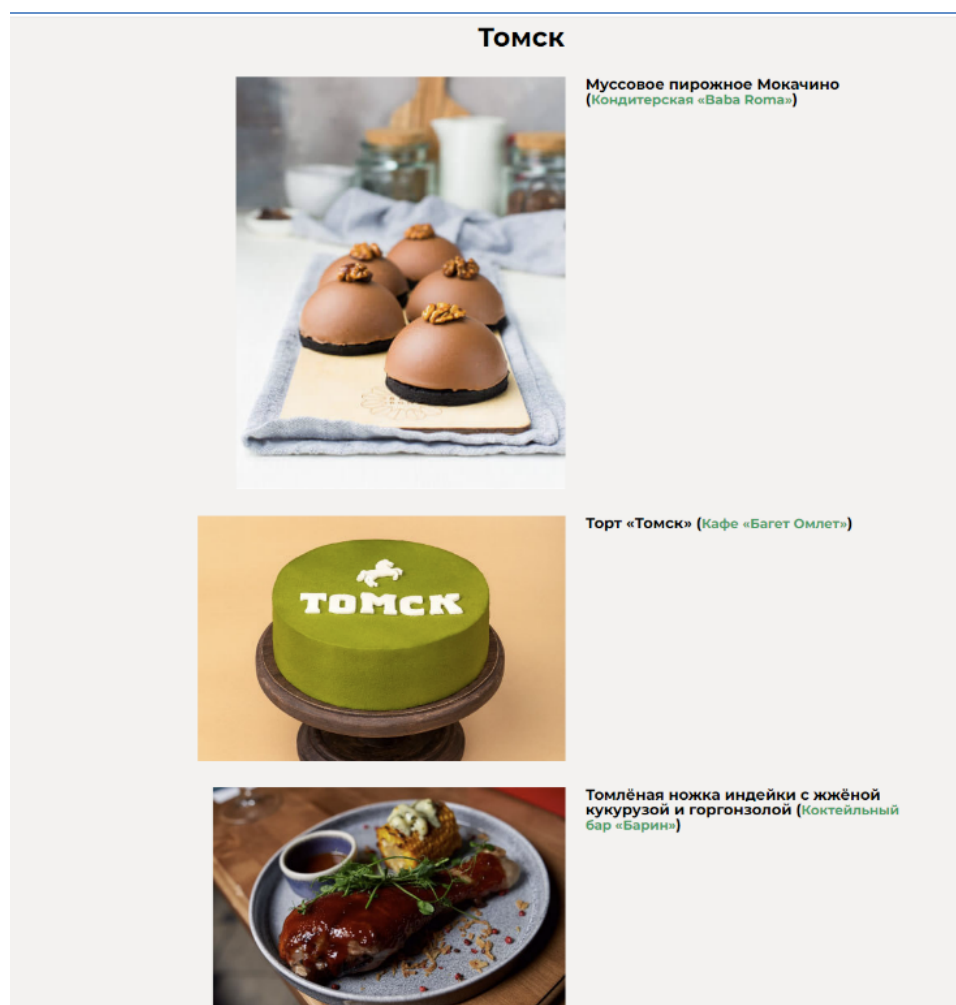 Томск
Муссовое пирожное Мокачино
(Кондитерская «Baba Roma»)
Торт «Томск» (Кафе «Багет Омлет»)
ТОМСК
Томлёная ножка индейки с жжёной
кукурузой и горгонзолой (Коктейльный
бар «Барин»)